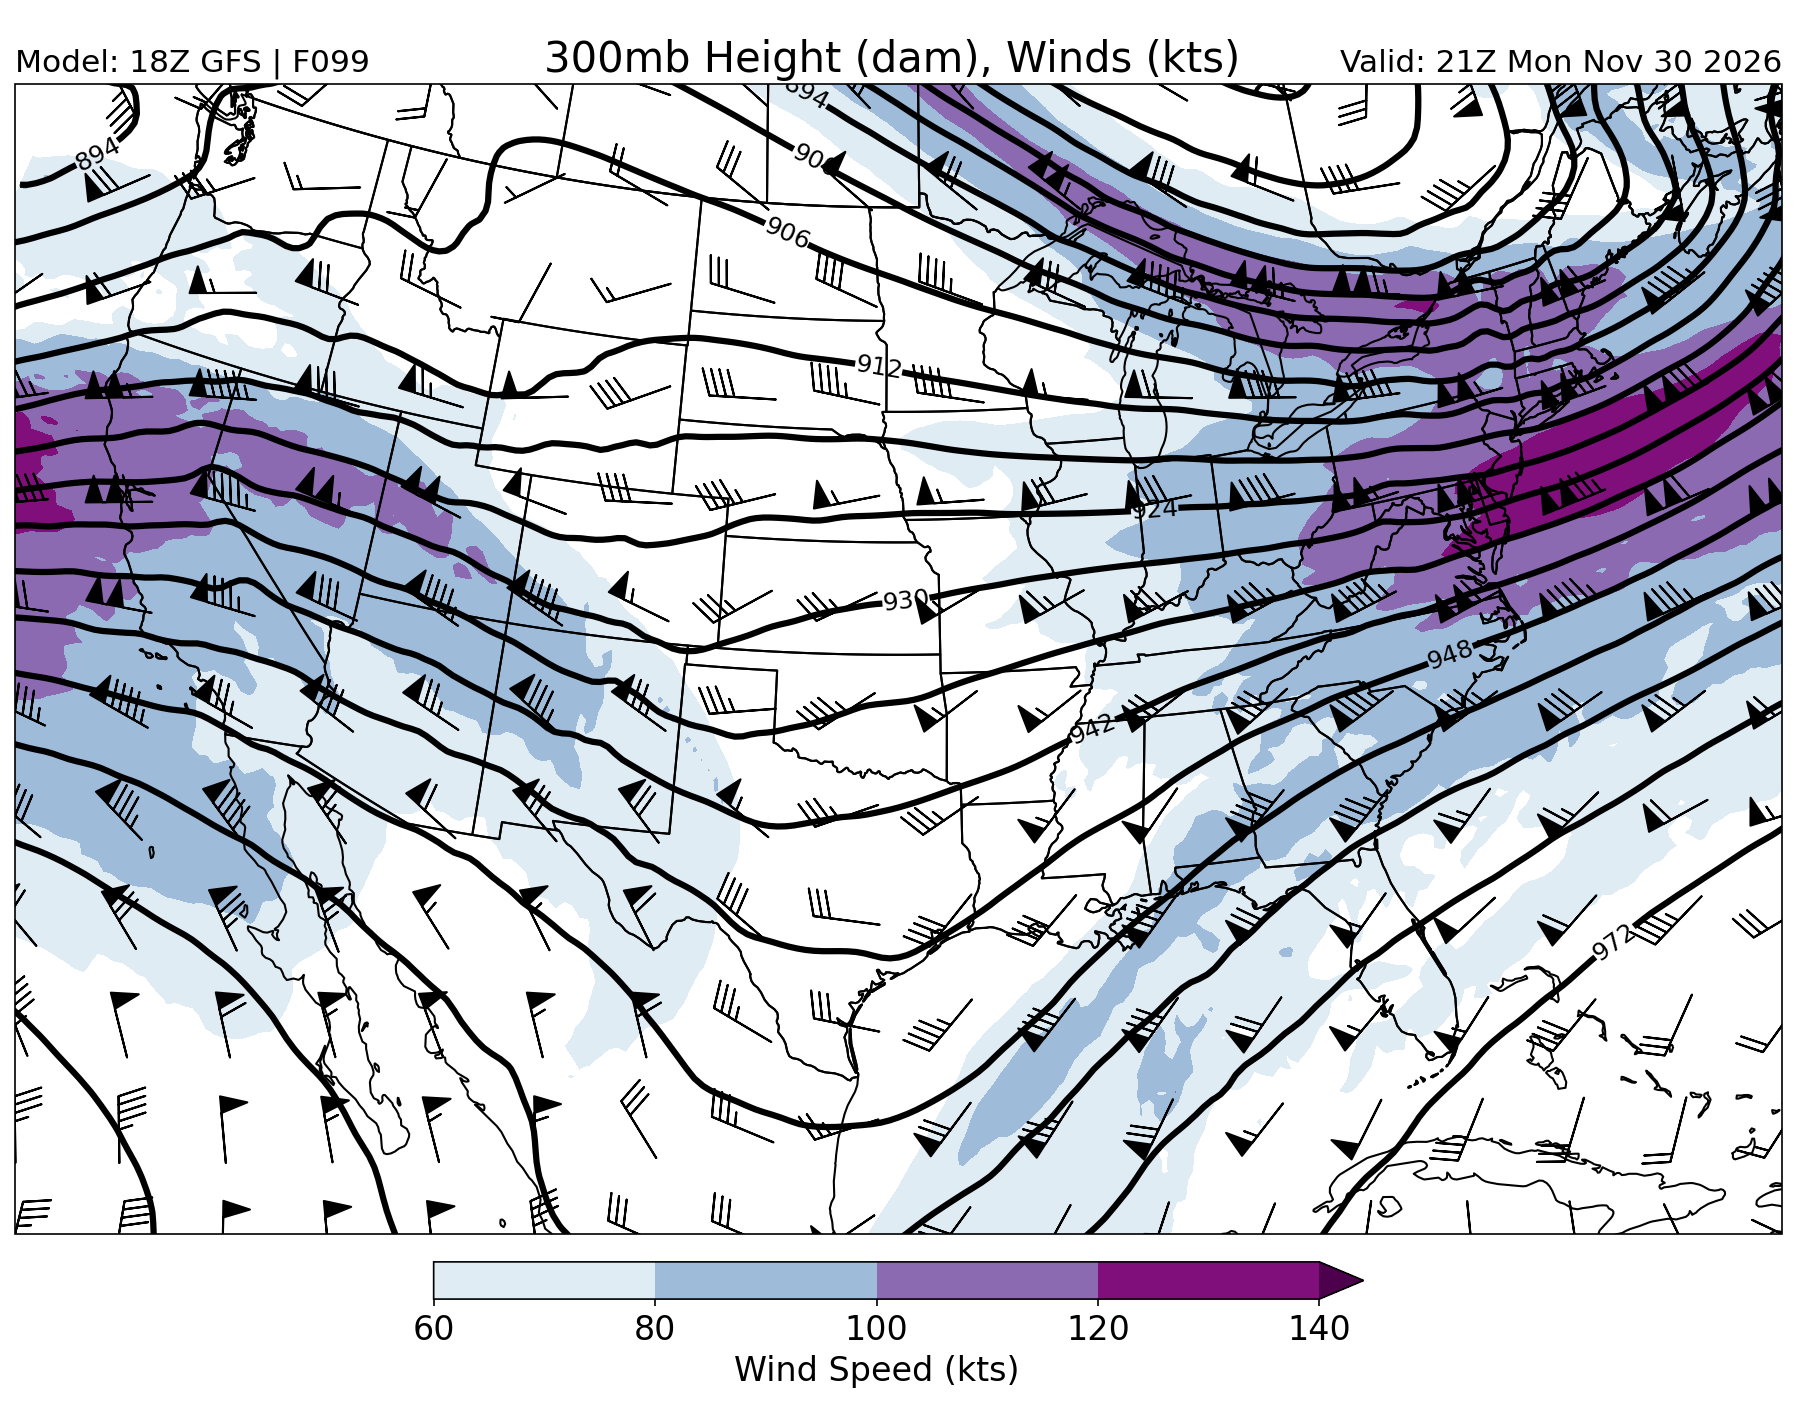 Model: 18Z GFS | F099
300mb Height (dam), Winds (kts)
Valid: 21Z Mon Nov 30 2026
894
894
906
912
924
930
948
942
972
60 80 100 120 140
Wind Speed (kts)